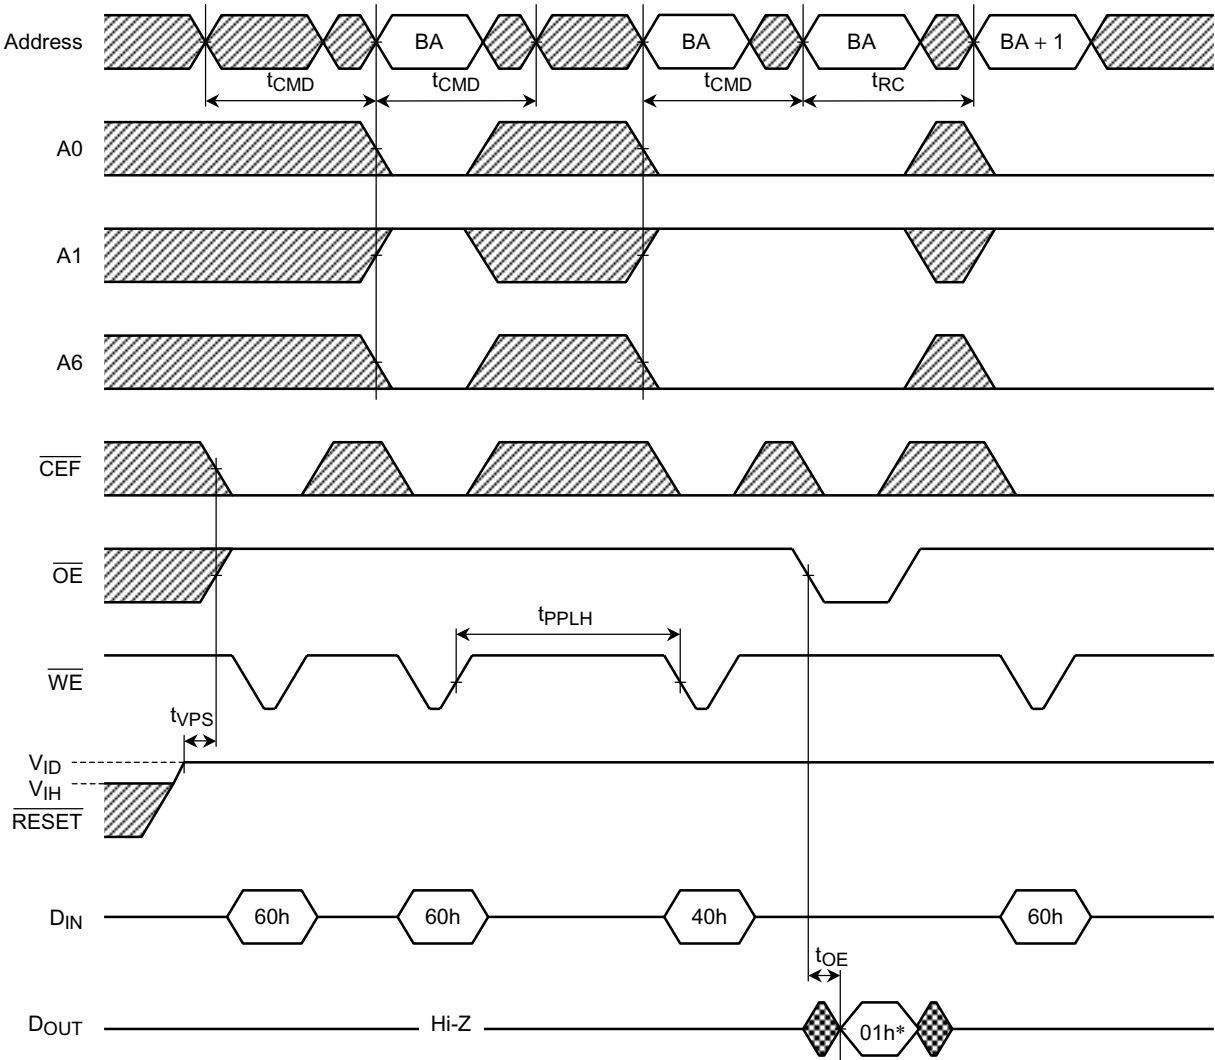 Address BA BA BA BA + 1
tCMD tCMD tCMD tRC
A0
A1
A6
CEF
OE
tPPLH
WE
tVPS
VID
VIH
RESET
DIN 60h 60h 40h 60h
tOE
DOUT Hi-Z 01h*